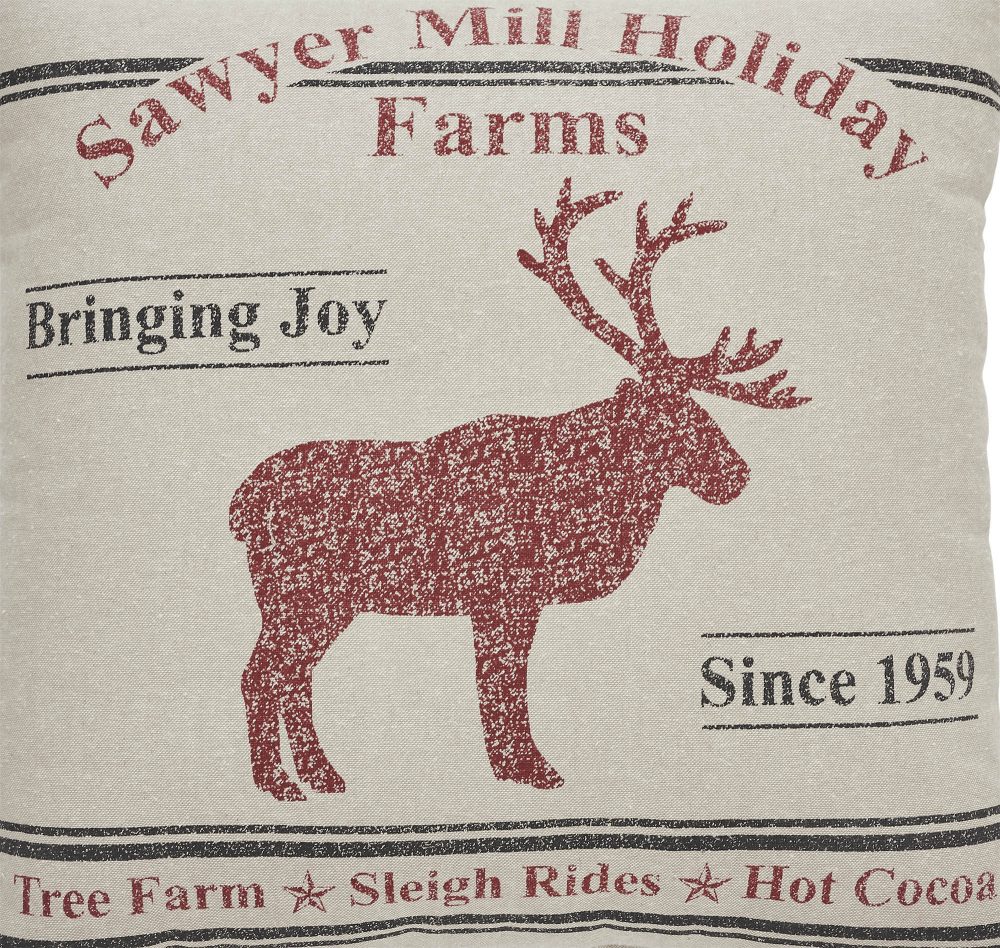 Sawyer Mill Holiday
Farms
Bringing Joy
Since 1959
Tree Farm ☆ Sleigh Rides ☆ Hot Cocoa